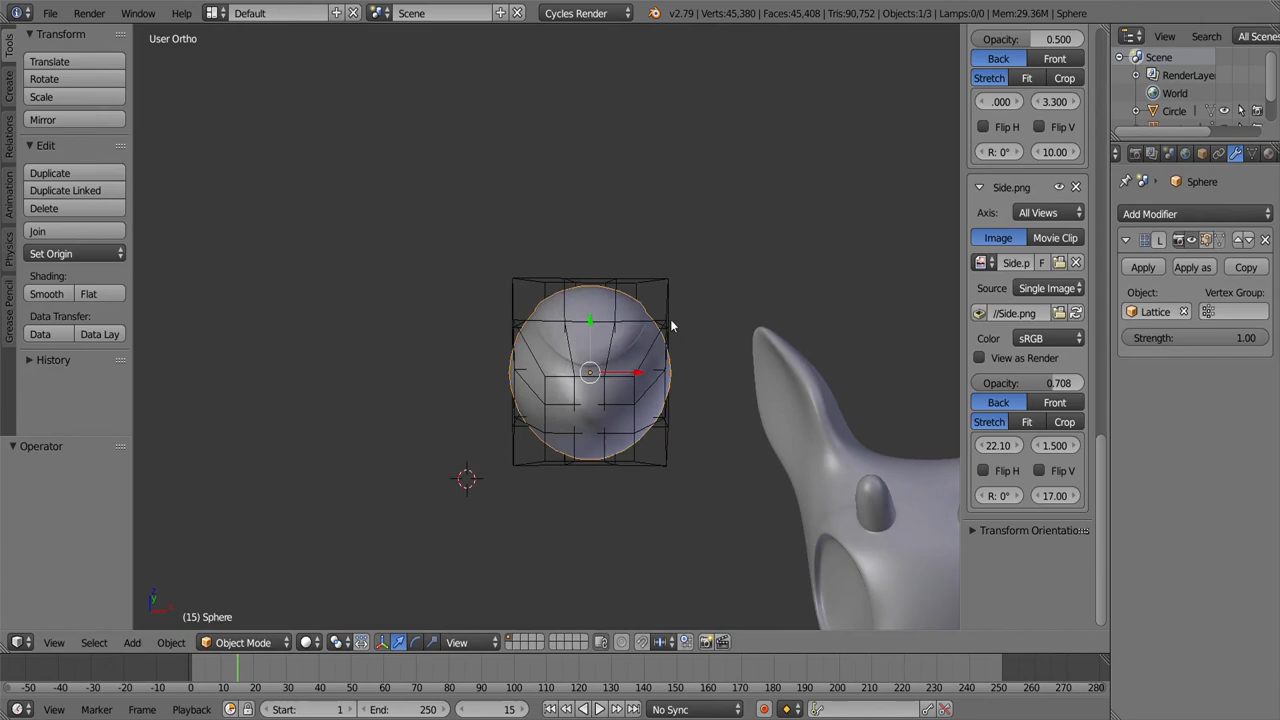 File Render Window Help Default Scene Cycles Render v2.79 | Verts:45,380 | Faces:45,408 | Tris:90,752 | Objects:1/3 | Lamps:0/0 | Mem:29.36M | Sphere
Tools
Create
Relations
Animation
Physics
Grease Pencil
Transform
Translate
Rotate
Scale
Mirror
Edit
Duplicate
Duplicate Linked
Delete
Join
Set Origin
Shading:
Smooth Flat
Data Transfer:
Data Data Lay
History
Operator
User Ortho
(15) Sphere
Opacity: 0.500
Back Front
Stretch Fit Crop
.000 3.300
Flip H Flip V
R: 0° 10.00
Side.png
Axis: All Views
Image Movie Clip
Side.p F
Source Single Image
//Side.png
Color sRGB
View as Render
Opacity: 0.708
Back Front
Stretch Fit Crop
22.10 1.500
Flip H Flip V
R: 0° 17.00
Transform Orientatio
View Search All Scenes
Scene
RenderLaye
World
Circle
Sphere
Add Modifier
L
Apply Apply as Copy
Object: Vertex Group:
Lattice
Strength: 1.00
View Select Add Object Object Mode View
-50 -40 -30 -20 -10 0 10 20 30 40 50 60 70 80 90 100 110 120 130 140 150 160 170 180 190 200 210 220 230 240 250 260 270 280
View Marker Frame Playback Start: 1 End: 250 15 No Sync